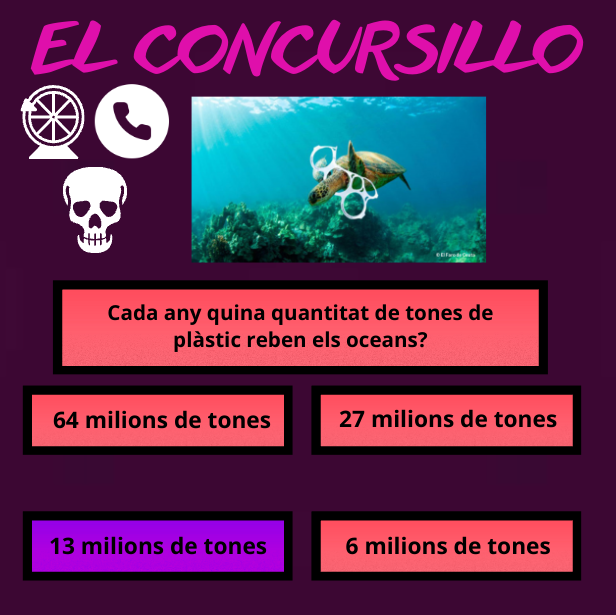 EL CONCURSILLO
Cada any quina quantitat de tones de
plàstic reben els oceans?
64 milions de tones
27 milions de tones
13 milions de tones
6 milions de tones